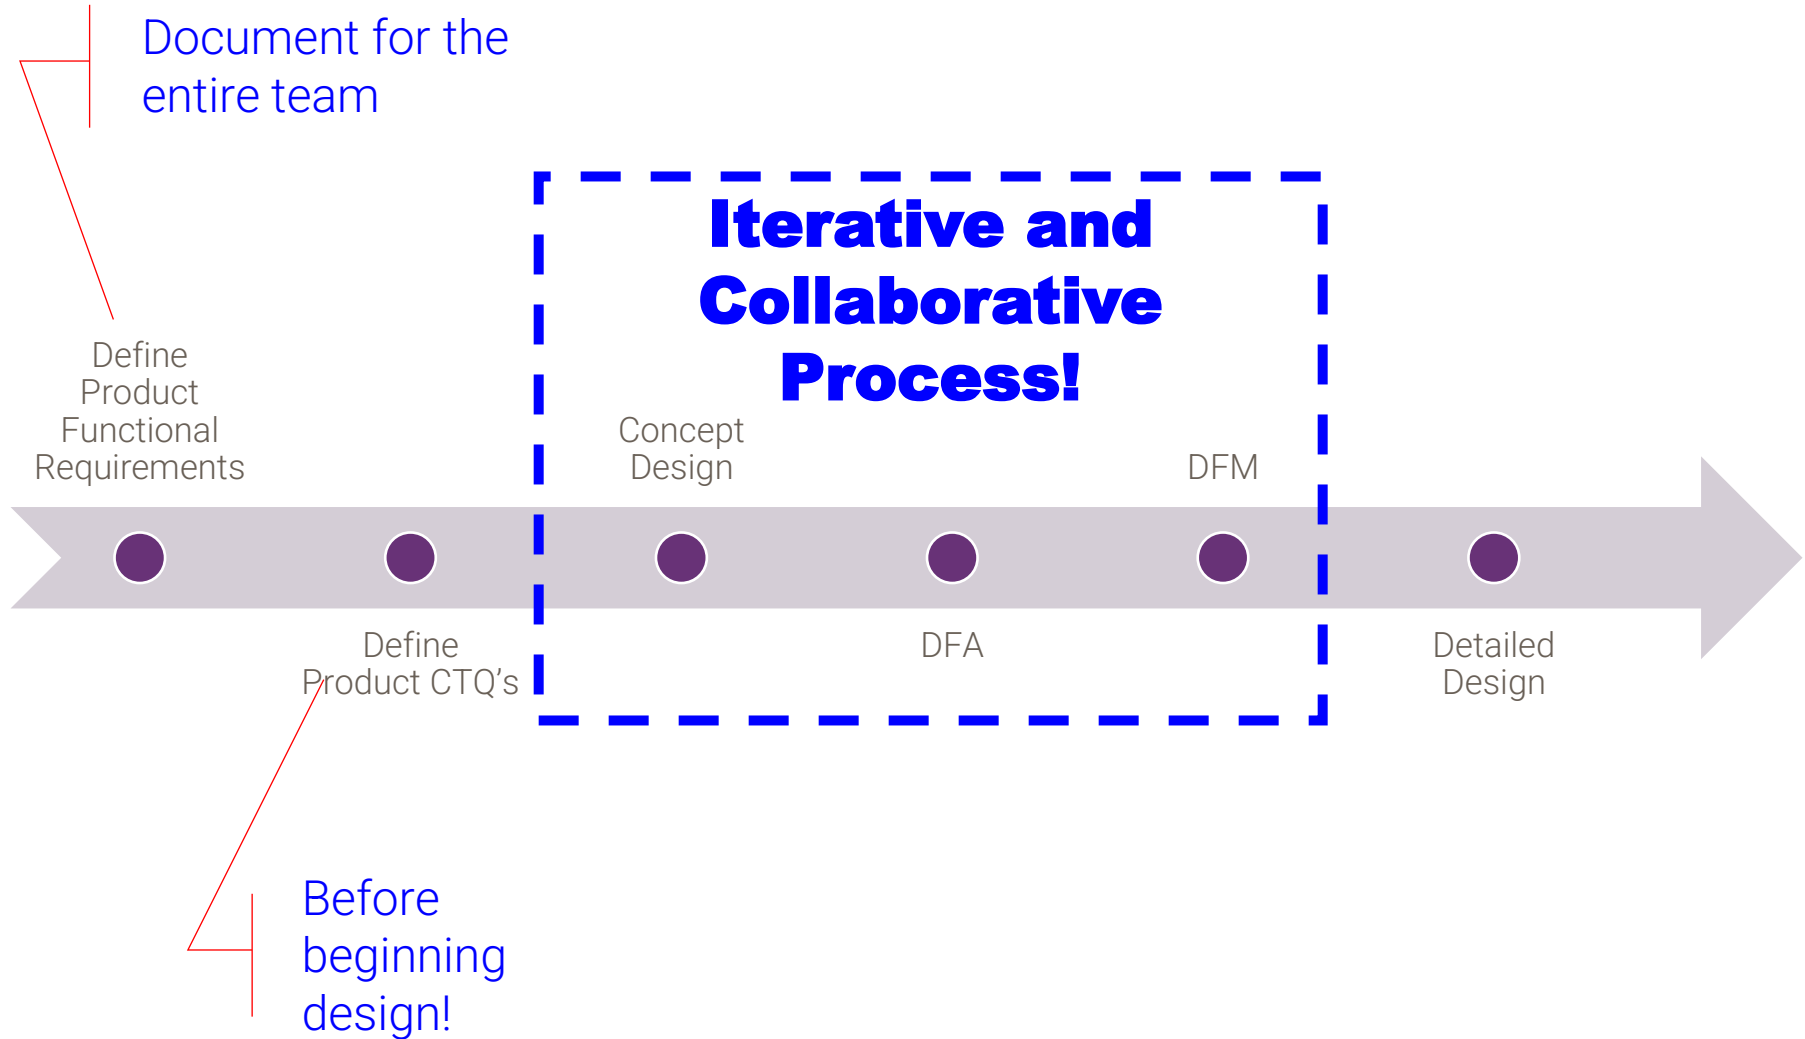 Document for the
entire team
Iterative and
Collaborative
Process!
Define
Product
Functional
Requirements
Concept
Design
DFM
Define
Product CTQ’s
DFA
Detailed
Design
Before
beginning
design!